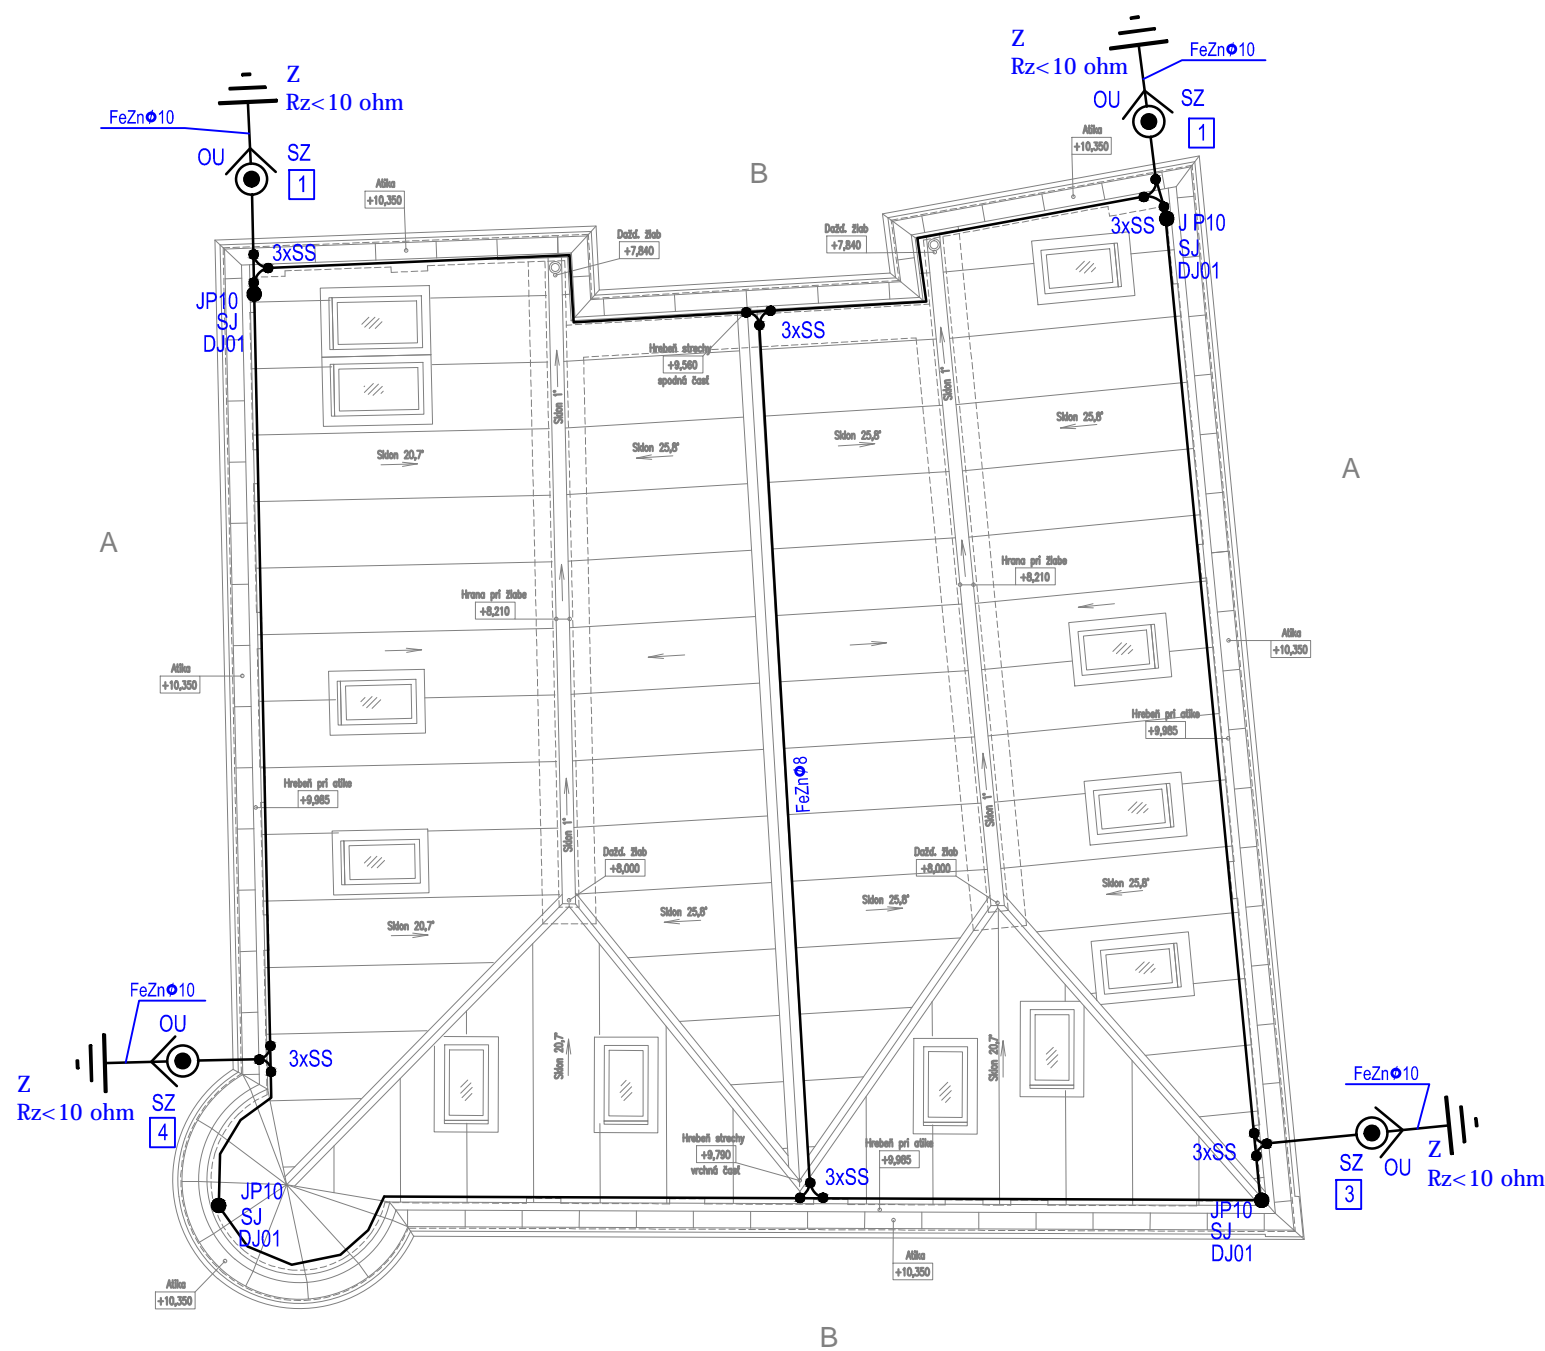 Z
Rz<10 ohm
FeZnϕ10
OU
SZ
1
Z
Rz<10 ohm
FeZnϕ10
OU
SZ
1
B
Atika
+10,350
Atika
+10,350
Dažď. žlab
+7,840
Dažď. žlab
+7,840
3xSS
JP10
SJ
DJ01
3xSS
J P10
SJ
DJ01
3xSS
Hrebeň strechy
+9,560
spodná časť
Sklon 1°
Sklon 1°
Sklon 20,7°
Sklon 25,8°
Sklon 25,8°
Sklon 25,8°
A
A
Hrana pri žlabe
+8,210
Hrana pri žlabe
+8,210
Atika
+10,350
Atika
+10,350
Hrebeň pri atike
+9,985
Hrebeň pri atike
+9,985
FeZnϕ8
Sklon 1°
Sklon 1°
Dažď. žlab
+8,000
Dažď. žlab
+8,000
Sklon 20,7°
Sklon 25,8°
Sklon 25,8°
Sklon 25,8°
FeZnϕ10
OU
Z
Rz<10 ohm
SZ
4
3xSS
Sklon 20,7°
Sklon 20,7°
FeZnϕ10
Z
Rz<10 ohm
OU
SZ
3
3xSS
Hrebeň strechy
+9,790
vrchná časť
Hrebeň pri atike
+9,985
3xSS
JP10
SJ
DJ01
JP10
SJ
DJ01
Atika
+10,350
Atika
+10,350
B